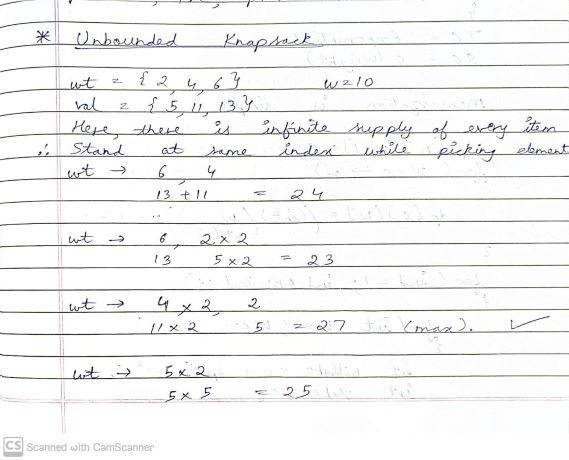 * Unbounded Knapsack
wt = { 2, 4, 6 } w=10
val = { 5, 11, 13 }
Here, there is infinite supply of every item
∴ Stand at same index while picking element
wt → 6, 4
13 + 11 = 24
wt → 6, 2 x 2
13 5 x 2 = 23
wt → 4 x 2, 2
11 x 2 5 = 27 (max). ✓
wt → 5 x 2
5 x 5 = 25
CS Scanned with CamScanner